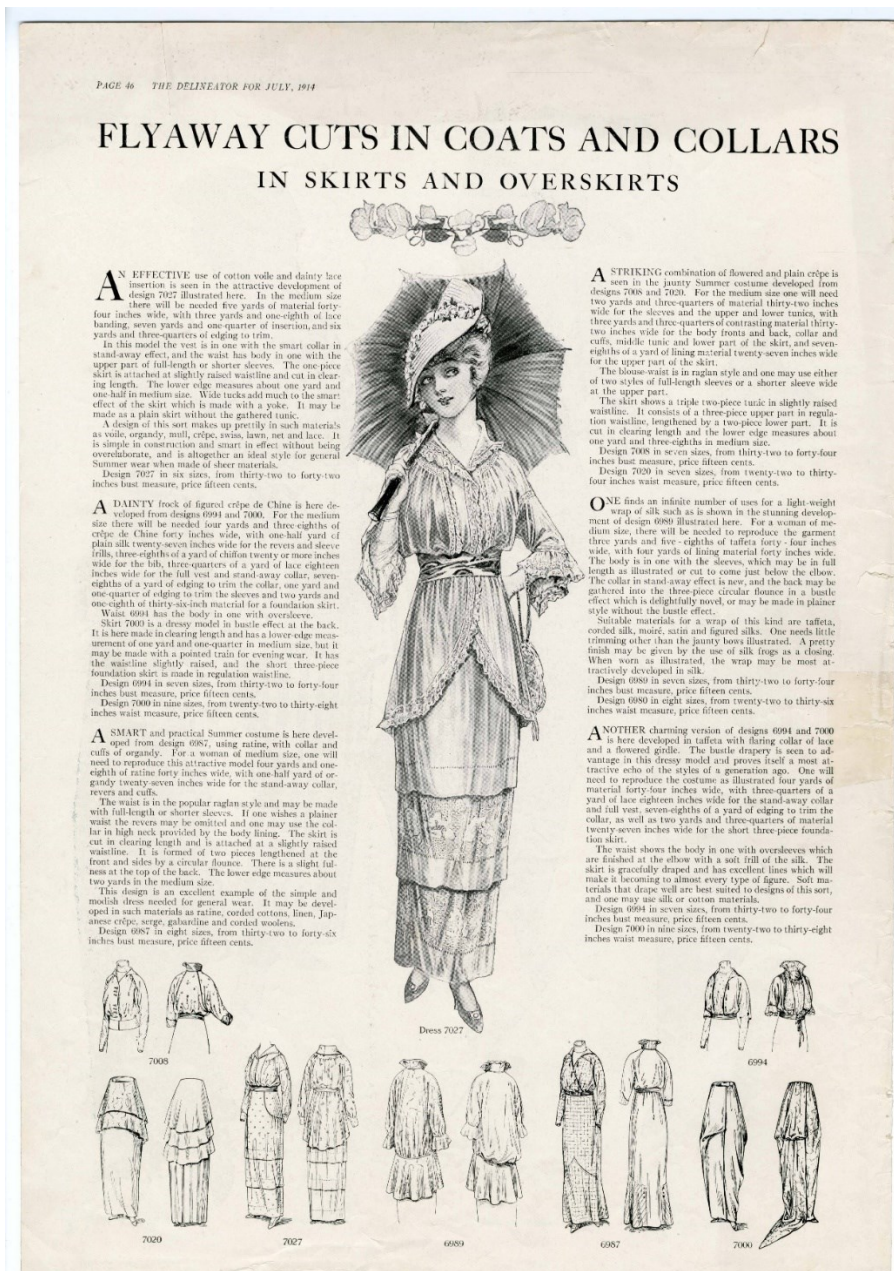 PAGE 46 THE DELINEATOR FOR JULY, 1914
FLYAWAY CUTS IN COATS AND COLLARS
IN SKIRTS AND OVERSKIRTS
AN EFFECTIVE use of cotton voile and dainty lace
insertion is seen in the attractive development of
design 7027 illustrated here. In the medium size
there will be needed five yards of material forty-
four inches wide, with three yards and one-eighth of lace
banding, seven yards and one-quarter of insertion, and six
yards and three-quarters of edging to trim.
In this model the vest is in one with the smart collar in
stand-away effect, and the waist has body in one with the
upper part of full-length or shorter sleeves. The one-piece
skirt is attached at slightly raised waistline and cut in clear-
ing length. The lower edge measures about one yard and
one-half in medium size. Wide tucks add much to the smart
effect of the skirt which is made with a yoke. It may be
made as a plain skirt without the gathered tunic.
A design of this sort makes up prettily in such materials
as voile, organdy, mull, crêpe, swiss, lawn, net and lace. It
is simple in construction and smart in effect without being
overelaborate, and is altogether an ideal style for general
Summer wear when made of sheer materials.
Design 7027 in six sizes, from thirty-two to forty-two
inches bust measure, price fifteen cents.
A DAINTY frock of figured crêpe de Chine is here de-
veloped from designs 6994 and 7000. For the medium
size there will be needed four yards and three-eighths of
crêpe de Chine forty inches wide, with one-half yard of
plain silk twenty-seven inches wide for the revers and sleeve
frills, three-eighths of a yard of chiffon twenty or more inches
wide for the bib, three-quarters of a yard of lace eighteen
inches wide for the full vest and stand-away collar, seven-
eighths of a yard of edging to trim the collar, one yard and
one-quarter of edging to trim the sleeves and two yards and
one-eighth of thirty-six-inch material for a foundation skirt.
Waist 6994 has the body in one with oversleeve.
Skirt 7000 is a dressy model in bustle effect at the back.
It is here made in clearing length and has a lower-edge meas-
urement of one yard and one-quarter in medium size, but it
may be made with a pointed train for evening wear. It has
the waistline slightly raised, and the short three-piece
foundation skirt is made in regulation waistline.
Design 6994 in seven sizes, from thirty-two to forty-four
inches bust measure, price fifteen cents.
Design 7000 in nine sizes, from twenty-two to thirty-eight
inches waist measure, price fifteen cents.
A SMART and practical Summer costume is here devel-
oped from design 6987, using ratine, with collar and
cuffs of organdy. For a woman of medium size, one will
need to reproduce this attractive model four yards and one-
eighth of ratine forty inches wide, with one-half yard of or-
gandy twenty-seven inches wide for the stand-away collar,
revers and cuffs.
The waist is in the popular raglan style and may be made
with full-length or shorter sleeves. If one wishes a plainer
waist the revers may be omitted and one may use the col-
lar in high neck provided by the body lining. The skirt is
cut in clearing length and is attached at a slightly raised
waistline. It is formed of two pieces lengthened at the
front and sides by a circular flounce. There is a slight ful-
ness at the top of the back. The lower edge measures about
two yards in the medium size.
This design is an excellent example of the simple and
modish dress needed for general wear. It may be devel-
oped in such materials as ratine, corded cottons, linen, Jap-
anese crêpe, serge, gabardine and corded woolens.
Design 6987 in eight sizes, from thirty-two to forty-six
inches bust measure, price fifteen cents.
A STRIKING combination of flowered and plain crêpe is
seen in the jaunty Summer costume developed from
designs 7008 and 7020. For the medium size one will need
two yards and three-quarters of material thirty-two inches
wide for the sleeves and the upper and lower tunics, with
three yards and three-quarters of contrasting material thirty-
two inches wide for the body fronts and back, collar and
cuffs, middle tunic and lower part of the skirt, and seven-
eighths of a yard of lining material twenty-seven inches wide
for the upper part of the skirt.
The blouse-waist is in raglan style and one may use either
of two styles of full-length sleeves or a shorter sleeve wide
at the upper part.
The skirt shows a triple two-piece tunic in slightly raised
waistline. It consists of a three-piece upper part in regula-
tion waistline, lengthened by a two-piece lower part. It is
cut in clearing length and the lower edge measures about
one yard and three-eighths in medium size.
Design 7008 in seven sizes, from thirty-two to forty-four
inches bust measure, price fifteen cents.
Design 7020 in seven sizes, from twenty-two to thirty-
four inches waist measure, price fifteen cents.
ONE finds an infinite number of uses for a light-weight
wrap of silk such as is shown in the stunning develop-
ment of design 6989 illustrated here. For a woman of me-
dium size, there will be needed to reproduce the garment
three yards and five-eighths of taffeta forty-four inches
wide, with four yards of lining material forty inches wide.
The body is in one with the sleeves, which may be in full
length as illustrated or cut to come just below the elbow.
The collar in stand-away effect is new, and the back may be
gathered into the three-piece circular flounce in a bustle
effect which is delightfully novel, or may be made in plainer
style without the bustle effect.
Suitable materials for a wrap of this kind are taffeta,
corded silk, moiré, satin and figured silks. One needs little
trimming other than the jaunty bows illustrated. A pretty
finish may be given by the use of silk frogs as a closing.
When worn as illustrated, the wrap may be most at-
tractively developed in silk.
Design 6989 in seven sizes, from thirty-two to forty-four
inches bust measure, price fifteen cents.
Design 6980 in eight sizes, from twenty-two to thirty-six
inches waist measure, price fifteen cents.
ANOTHER charming version of designs 6994 and 7000
is here developed in taffeta with flaring collar of lace
and a flowered girdle. The bustle drapery is seen to ad-
vantage in this dressy model and proves itself a most at-
tractive echo of the styles of a generation ago. One will
need to reproduce the costume as illustrated four yards of
material forty inches wide, with three-quarters of a
yard of lace eighteen inches wide for the stand-away collar
and full vest, seven-eighths of a yard of edging to trim the
collar, as well as two yards and three-quarters of material
twenty-seven inches wide for the short three-piece founda-
tion skirt.
The waist shows the body in one with oversleeves which
are finished at the elbow with a soft frill of the silk. The
skirt is gracefully draped and has excellent lines which will
make it becoming to almost every type of figure. Soft ma-
terials that drape well are best suited to designs of this sort,
and one may use silk or cotton materials.
Design 6994 in seven sizes, from thirty-two to forty-four
inches bust measure, price fifteen cents.
Design 7000 in nine sizes, from twenty-two to thirty-eight
inches waist measure, price fifteen cents.
Dress 7027
7008
6994
7020
7027
6989
6987
7000